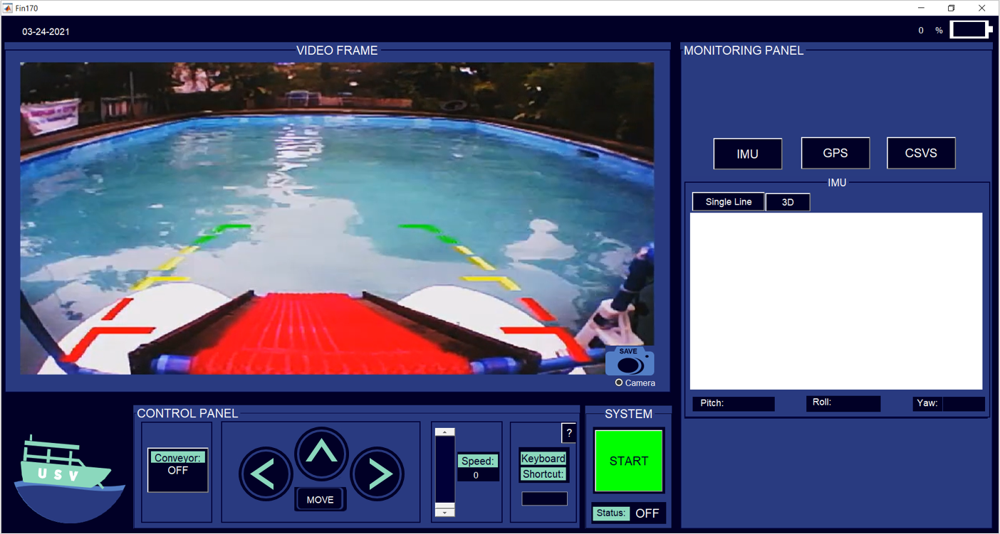 Fin170
03-24-2021
0 %
VIDEO FRAME
MONITORING PANEL
IMU
GPS
CSVS
IMU
Single Line
3D
SAVE
Camera
Pitch:
Roll:
Yaw:
CONTROL PANEL
SYSTEM
?
Conveyor:
OFF
MOVE
Speed:
0
Keyboard
Shortcut:
START
Status:
OFF
USV